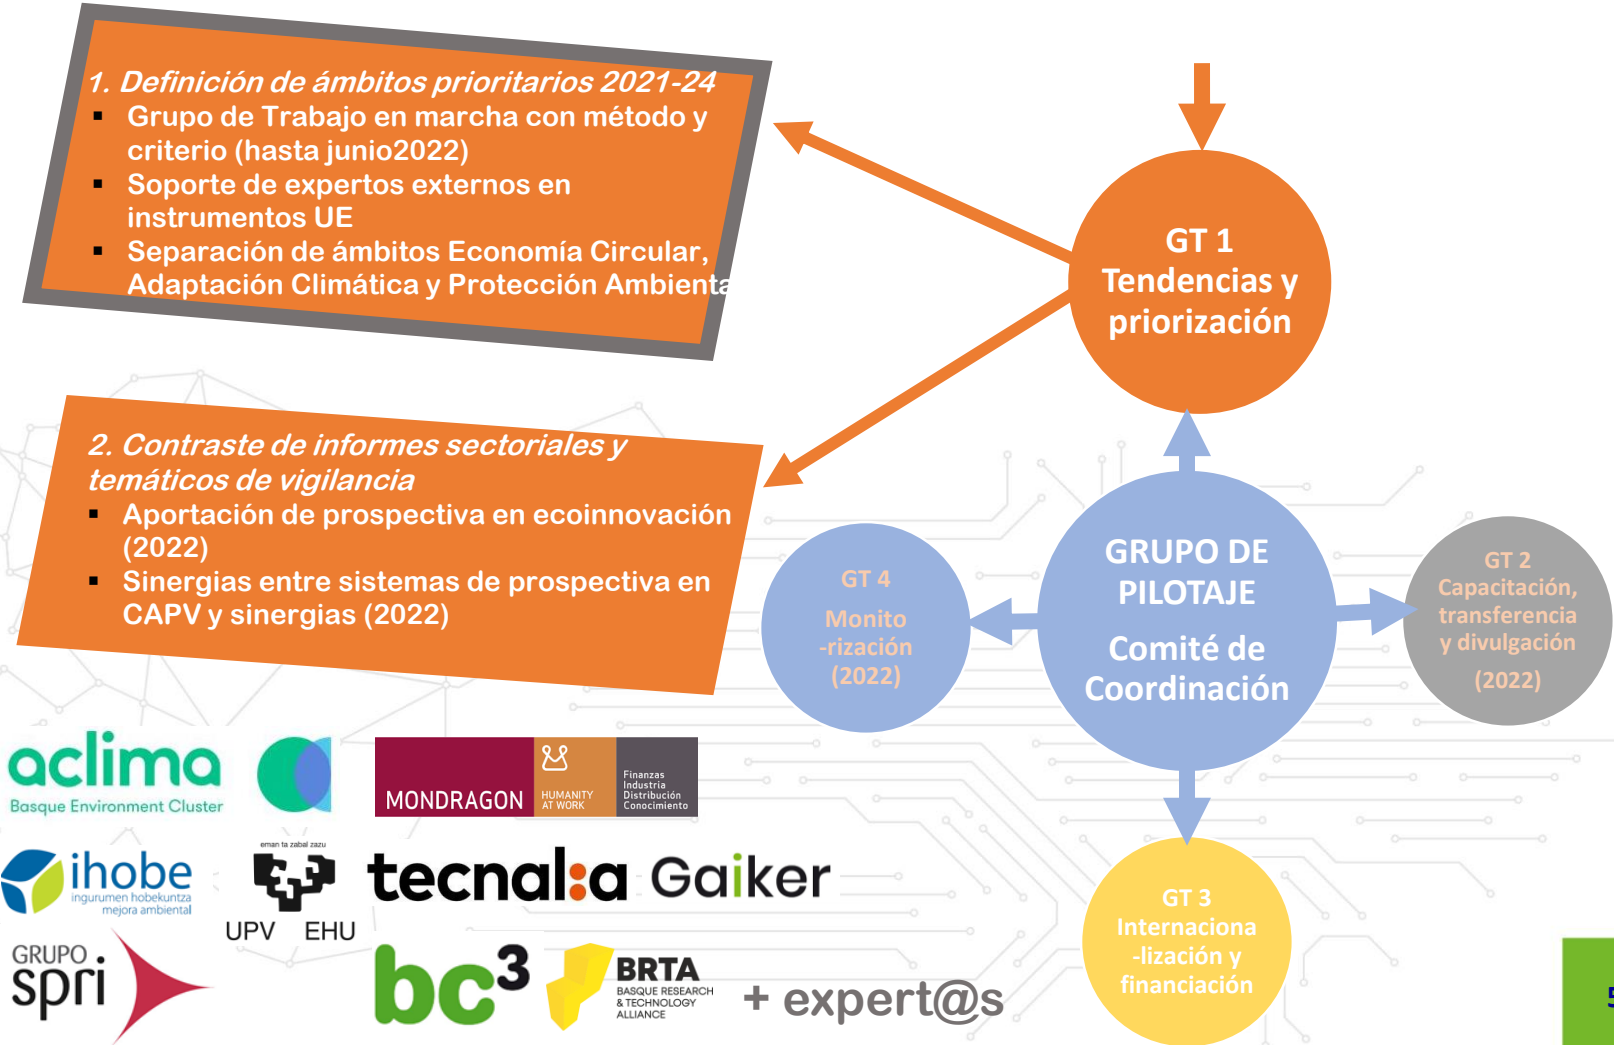 1. Definición de ámbitos prioritarios 2021-24
▪ Grupo de Trabajo en marcha con método y
criterio (hasta junio2022)
▪ Soporte de expertos externos en
instrumentos UE
▪ Separación de ámbitos Economía Circular,
Adaptación Climática y Protección Ambienta
2. Contraste de informes sectoriales y
temáticos de vigilancia
▪ Aportación de prospectiva en ecoinnovación
(2022)
▪ Sinergias entre sistemas de prospectiva en
CAPV y sinergias (2022)
GT 1
Tendencias y
priorización
GRUPO DE
PILOTAJE
Comité de
Coordinación
GT 4
Monito
-rización
(2022)
GT 2
Capacitación,
transferencia
y divulgación
(2022)
GT 3
Internaciona
-lización y
financiación
aclima
Basque Environment Cluster
MONDRAGON
HUMANITY
AT WORK
Finanzas
Industria
Distribución
Conocimiento
ihobe
ingurumen hobekuntza
mejora ambiental
eman ta zabal zazu
UPV EHU
tecnal:a
Gaiker
GRUPO
spri
bc³
BRTA
BASQUE RESEARCH
& TECHNOLOGY
ALLIANCE
+ expert@s
5